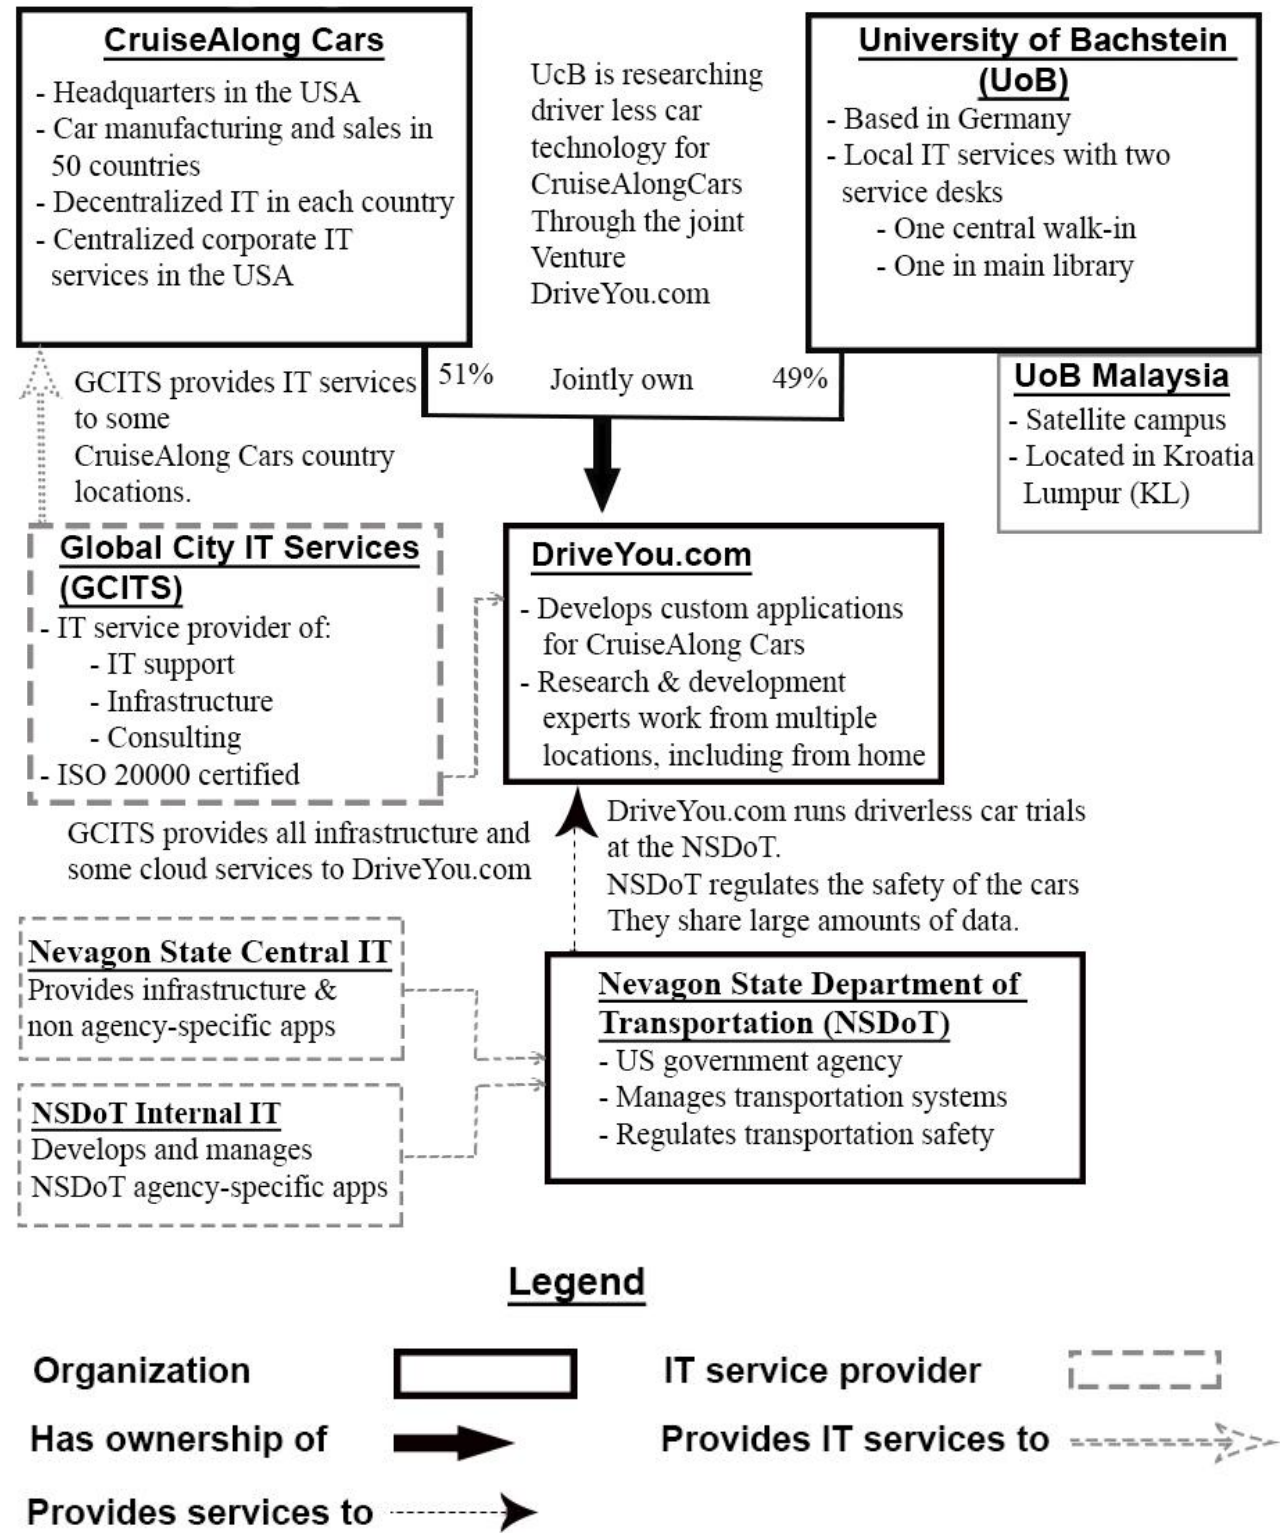 CruiseAlong Cars
- Headquarters in the USA
- Car manufacturing and sales in
50 countries
- Decentralized IT in each country
- Centralized corporate IT
services in the USA
UcB is researching
driver less car
technology for
CruiseAlongCars
Through the joint
Venture
DriveYou.com
University of Bachstein
(UoB)
- Based in Germany
- Local IT services with two
service desks
- One central walk-in
- One in main library
51%
Jointly own
49%
UoB Malaysia
- Satellite campus
- Located in Kroatia
Lumpur (KL)
GCITS provides IT services
to some
CruiseAlong Cars country
locations.
Global City IT Services
(GCITS)
- IT service provider of:
- IT support
- Infrastructure
- Consulting
- ISO 20000 certified
DriveYou.com
- Develops custom applications
for CruiseAlong Cars
- Research & development
experts work from multiple
locations, including from home
GCITS provides all infrastructure and
some cloud services to DriveYou.com
DriveYou.com runs driverless car trials
at the NSDoT.
NSDoT regulates the safety of the cars
They share large amounts of data.
Nevagon State Central IT
Provides infrastructure &
non agency-specific apps
NSDoT Internal IT
Develops and manages
NSDoT agency-specific apps
Nevagon State Department of
Transportation (NSDoT)
- US government agency
- Manages transportation systems
- Regulates transportation safety
Legend
Organization
IT service provider
Has ownership of
Provides IT services to
Provides services to